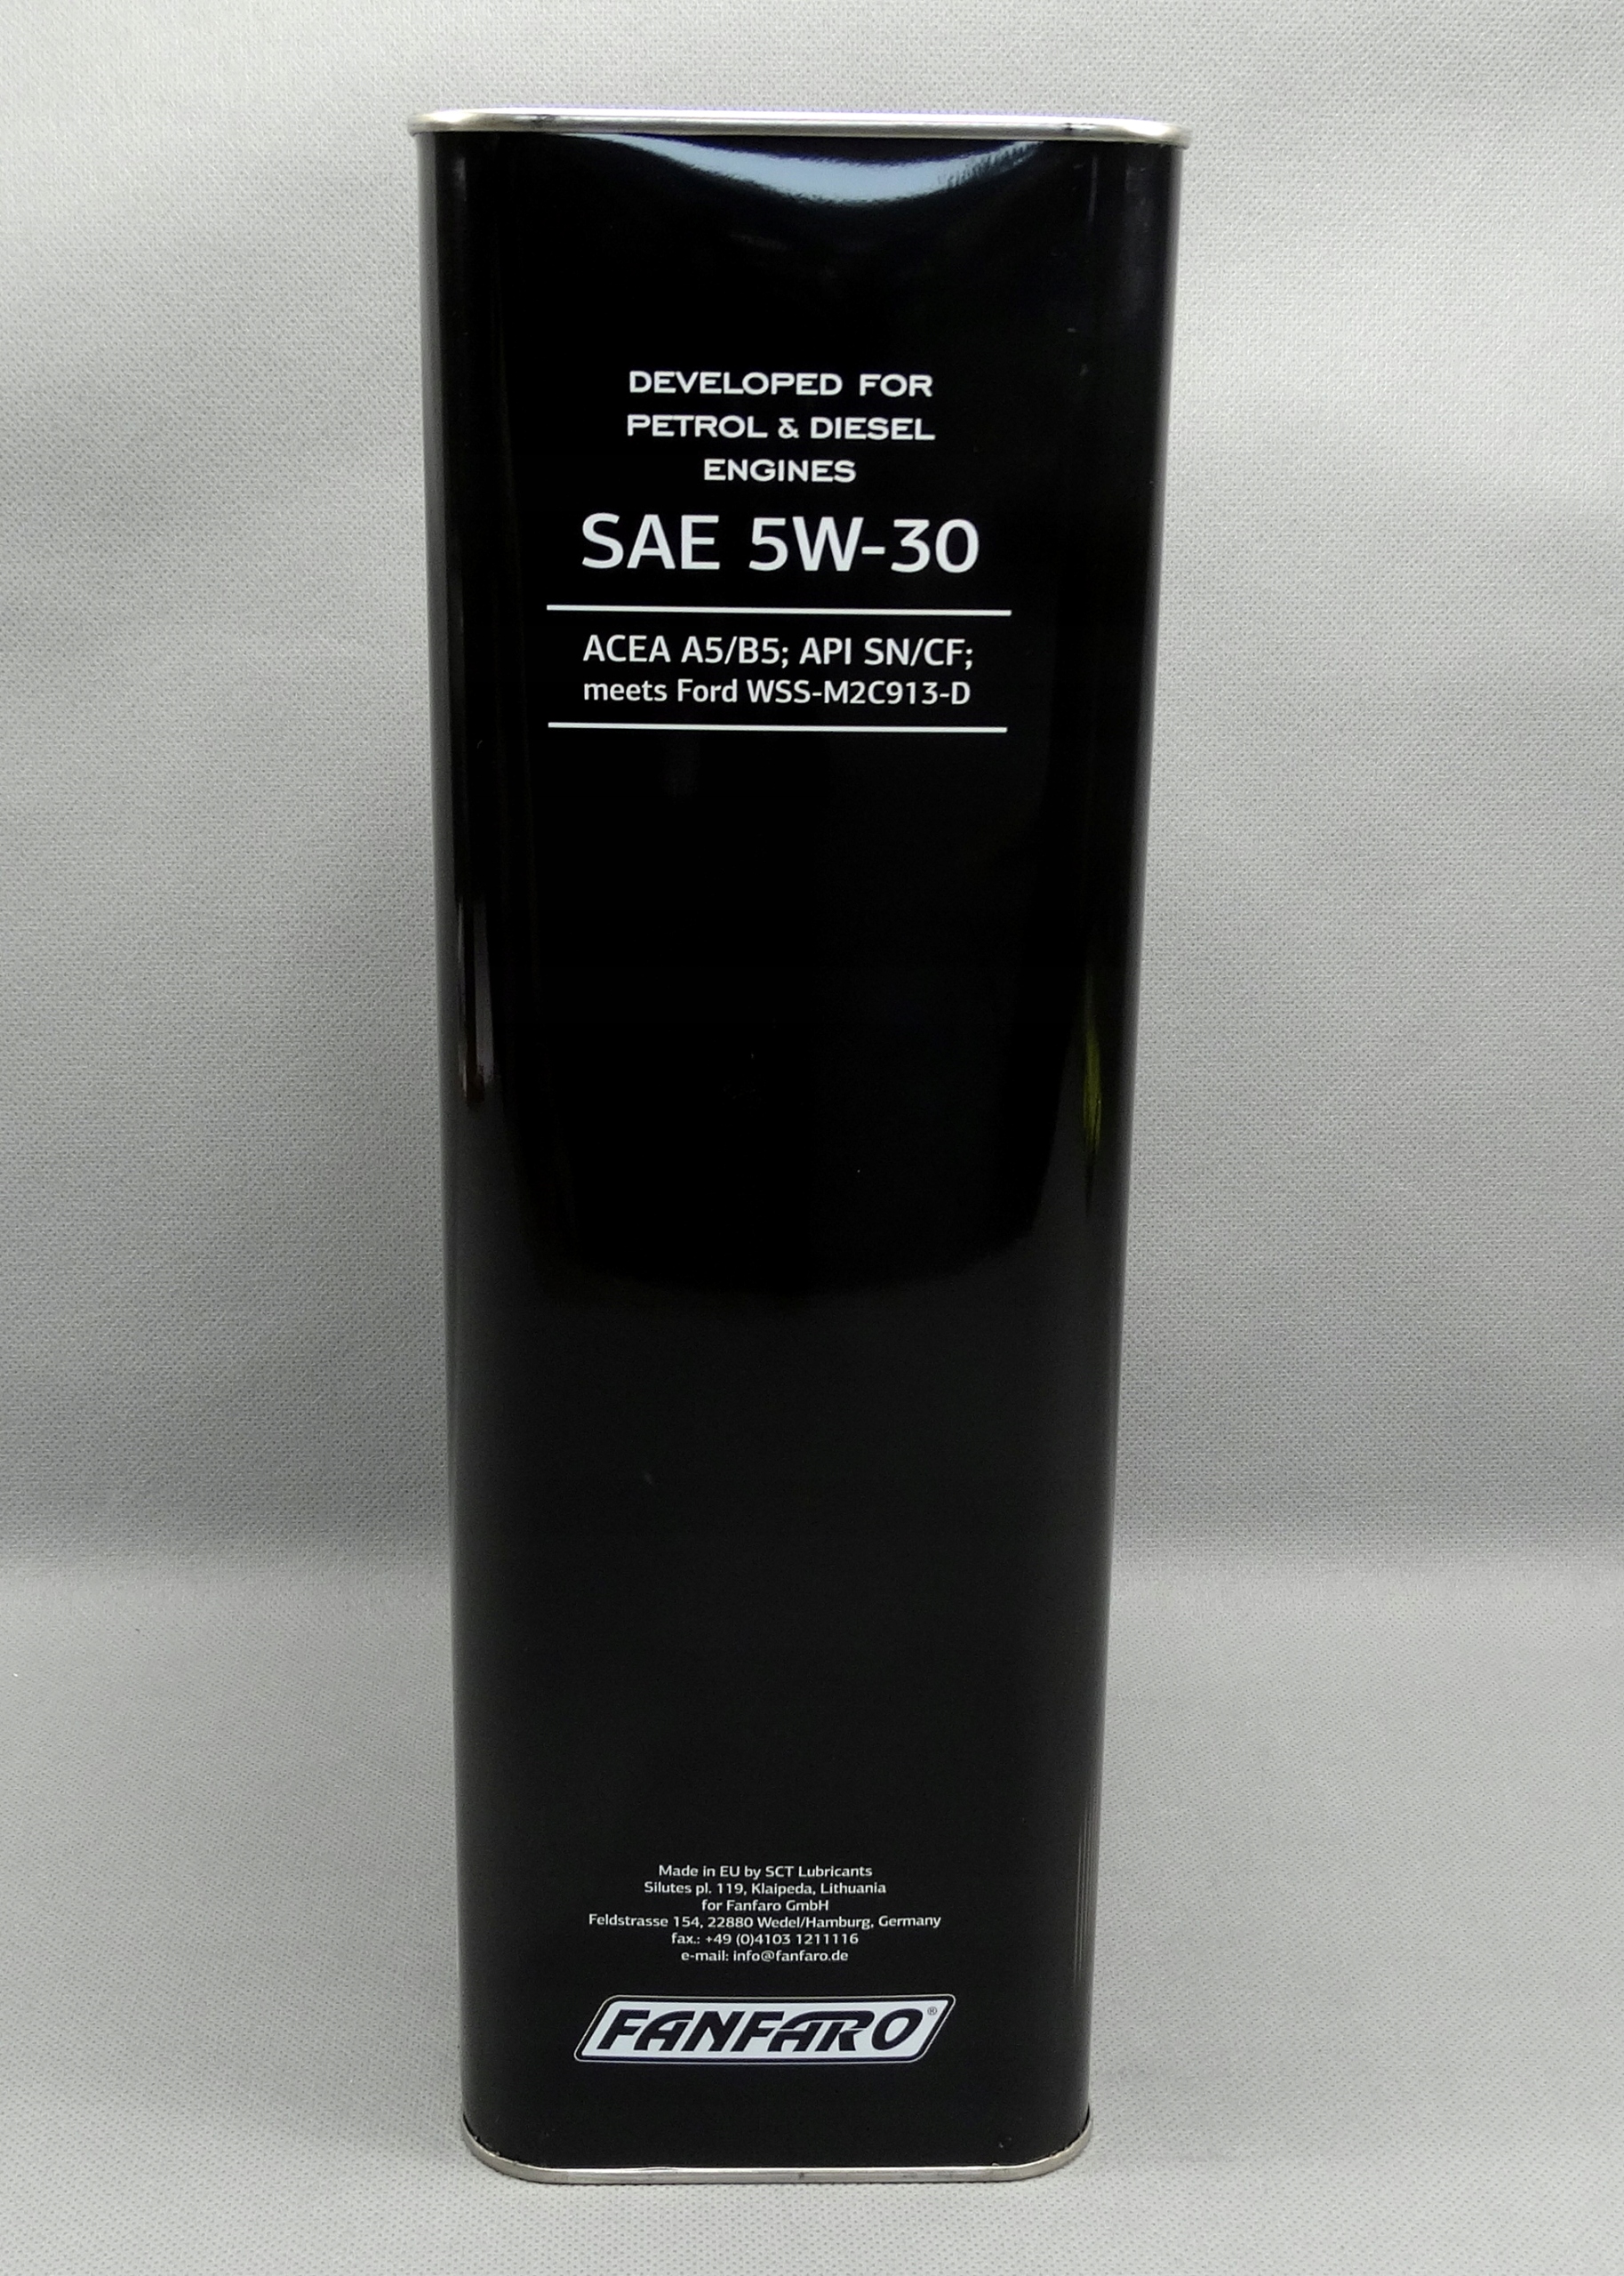 DEVELOPED FOR
PETROL & DIESEL
ENGINES
SAE 5W-30
ACEA A5/B5; API SN/CF;
meets Ford WSS-M2C913-D
Made in EU by SCT Lubricants
Silutes pl. 119, Klaipeda, Lithuania
for Fanfaro GmbH
Feldstrasse 154, 22880 Wedel/Hamburg, Germany
fax.: +49 (0)4103 1211116
e-mail: info@fanfaro.de
FANFARO®